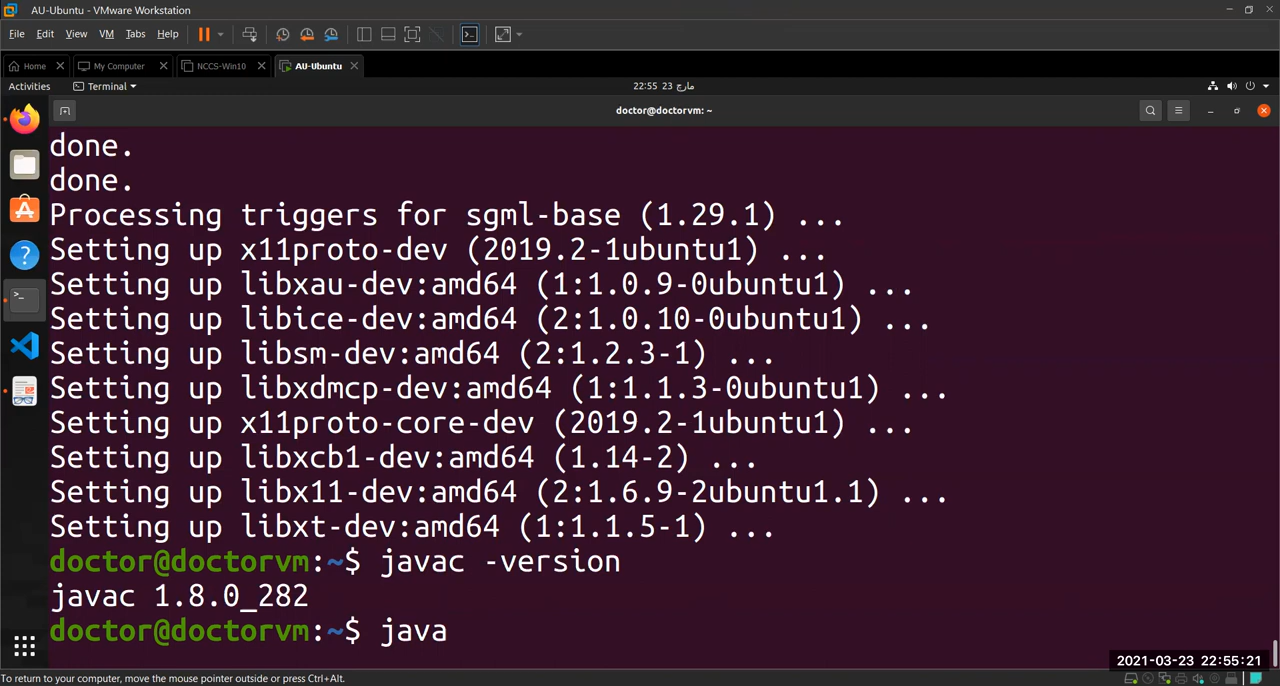 AU-Ubuntu - VMware Workstation
File Edit View VM Tabs Help
Home My Computer NCCS-Win10 AU-Ubuntu
Activities Terminal 22:55 23 مارچ
doctor@doctorvm: ~
done.
done.
Processing triggers for sgml-base (1.29.1) ...
Setting up x11proto-dev (2019.2-1ubuntu1) ...
Setting up libxau-dev:amd64 (1:1.0.9-0ubuntu1) ...
Setting up libice-dev:amd64 (2:1.0.10-0ubuntu1) ...
Setting up libsm-dev:amd64 (2:1.2.3-1) ...
Setting up libxdmcp-dev:amd64 (1:1.1.3-0ubuntu1) ...
Setting up x11proto-core-dev (2019.2-1ubuntu1) ...
Setting up libxcb1-dev:amd64 (1.14-2) ...
Setting up libx11-dev:amd64 (2:1.6.9-2ubuntu1.1) ...
Setting up libxt-dev:amd64 (1:1.1.5-1) ...
doctor@doctorvm:~$ javac -version
javac 1.8.0_282
doctor@doctorvm:~$ java
2021-03-23 22:55:21
To return to your computer, move the mouse pointer outside or press Ctrl+Alt.